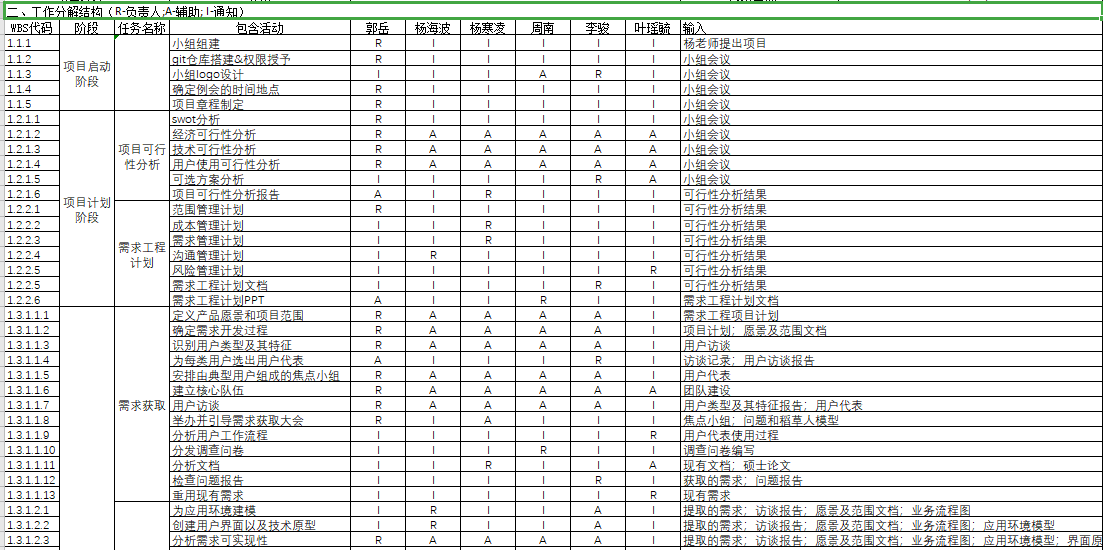 二、工作分解结构（R-负责人;A-辅助; I-通知）
WBS代码 阶段 任务名称 包含活动 郭岳 杨海波 杨寒凌 周南 李骏 叶瑶毓 输入
1.1.1 小组组建 R I I I I I 杨老师提出项目
1.1.2 git仓库搭建&权限授予 R I I I I I 小组会议
项目启动阶段
1.1.3 小组logo设计 I I I A R I 小组会议
1.1.4 确定例会的时间地点 R I I I I I 小组会议
1.1.5 项目章程制定 R I I I I I 小组会议
1.2.1.1 swot分析 R I I I I I 小组会议
1.2.1.2 经济可行性分析 R A A A A A 小组会议
项目可行性分析
1.2.1.3 技术可行性分析 R A A A A A 小组会议
1.2.1.4 用户使用可行性分析 R A A A A A 小组会议
1.2.1.5 可选方案分析 I I I I R A 小组会议
1.2.1.6 项目可行性分析报告 A I R I I I 可行性分析结果
项目计划阶段
1.2.2.1 范围管理计划 R I I I I I 可行性分析结果
1.2.2.2 成本管理计划 I I R I I I 可行性分析结果
1.2.2.3 需求管理计划 I I R I I I 可行性分析结果
需求工程计划
1.2.2.4 沟通管理计划 I R I I I I 可行性分析结果
1.2.2.5 风险管理计划 I I I I I R 可行性分析结果
1.2.2.5 需求工程计划文档 I I I I R I 可行性分析结果
1.2.2.6 需求工程计划PPT A I I R I I 需求工程计划文档
1.3.1.1.1 定义产品愿景和项目范围 R A A A A I 需求工程项目计划
1.3.1.1.2 确定需求开发过程 R A A A A I 项目计划；愿景及范围文档
1.3.1.1.3 识别用户类型及其特征 R A A A A I 用户访谈
1.3.1.1.4 为每类用户选出用户代表 A I I I R I 访谈记录；用户访谈报告
1.3.1.1.5 安排由典型用户组成的焦点小组 R A A A A I 用户代表
1.3.1.1.6 建立核心队伍 R A A A A A 团队建设
需求获取
1.3.1.1.7 用户访谈 R A A A A I 用户类型及其特征报告；用户代表
1.3.1.1.8 举办并引导需求获取大会 R I A I I I 焦点小组；问题和稻草人模型
1.3.1.1.9 分析用户工作流程 I I I I I R 用户代表使用过程
1.3.1.1.10 分发调查问卷 I I I R I I 调查问卷编写
1.3.1.1.11 分析文档 I I R I I A 现有文档；硕士论文
1.3.1.1.12 检查问题报告 I I I I R I 获取的需求；问题报告
1.3.1.1.13 重用现有需求 I I I I I R 现有需求
1.3.1.2.1 为应用环境建模 I R I I A I 提取的需求；访谈报告；愿景及范围文档；业务流程图
1.3.1.2.2 创建用户界面以及技术原型 I R I I A I 提取的需求；访谈报告；愿景及范围文档；业务流程图；应用环境模型
1.3.1.2.3 分析需求可实现性 R A A A A I 提取的需求；访谈报告；愿景及范围文档；业务流程图；应用环境模型；界面原